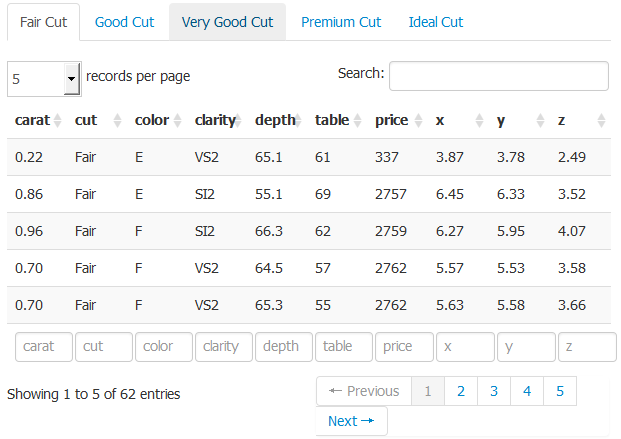 Fair Cut Good Cut Very Good Cut Premium Cut Ideal Cut
5 records per page Search:
carat cut color clarity depth table price x y z
0.22 Fair E VS2 65.1 61 337 3.87 3.78 2.49
0.86 Fair E SI2 55.1 69 2757 6.45 6.33 3.52
0.96 Fair F SI2 66.3 62 2759 6.27 5.95 4.07
0.70 Fair F VS2 64.5 57 2762 5.57 5.53 3.58
0.70 Fair F VS2 65.3 55 2762 5.63 5.58 3.66
carat cut color clarity depth table price x y z
Showing 1 to 5 of 62 entries ← Previous 1 2 3 4 5
Next →